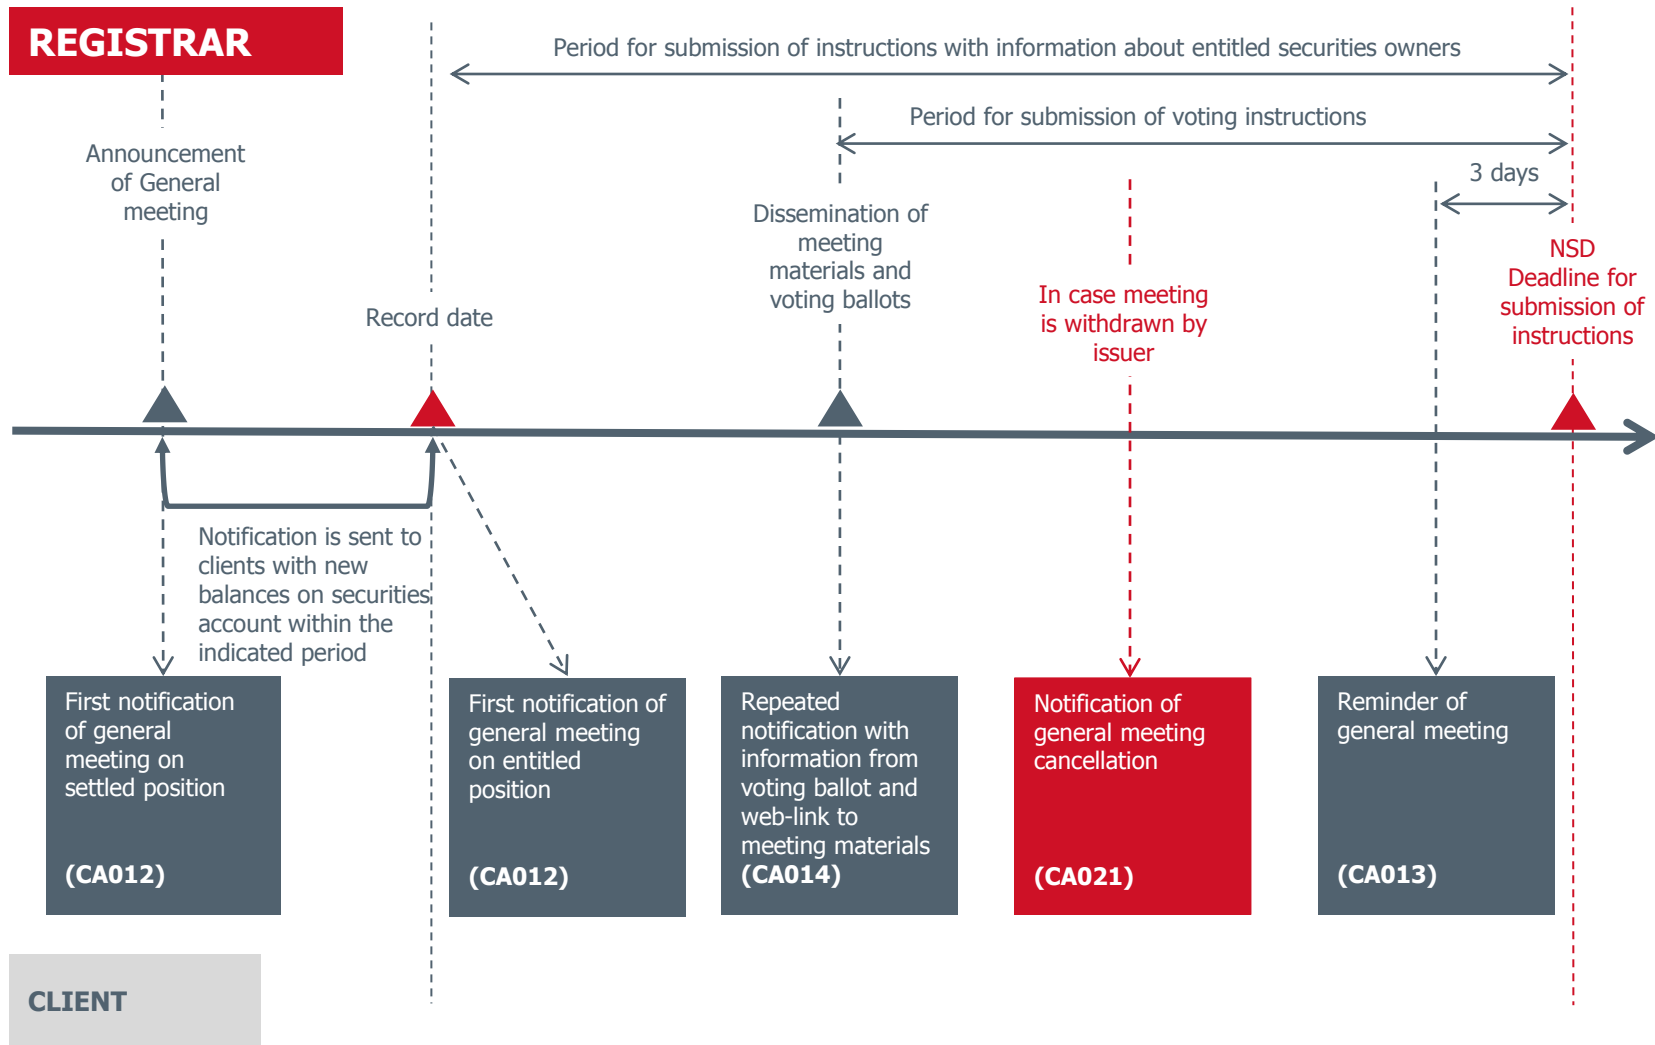 REGISTRAR
Period for submission of instructions with information about entitled securities owners
Period for submission of voting instructions
3 days
Announcement
of General
meeting
Record date
Dissemination of
meeting
materials and
voting ballots
In case meeting
is withdrawn by
issuer
NSD
Deadline for
submission of
instructions
Notification is sent to
clients with new
balances on securities
account within the
indicated period
First notification
of general
meeting on
settled position
(CA012)
First notification of
general meeting
on entitled
position
(CA012)
Repeated
notification with
information from
voting ballot and
web-link to
meeting materials
(CA014)
Notification of
general meeting
cancellation
(CA021)
Reminder of
general meeting
(CA013)
CLIENT